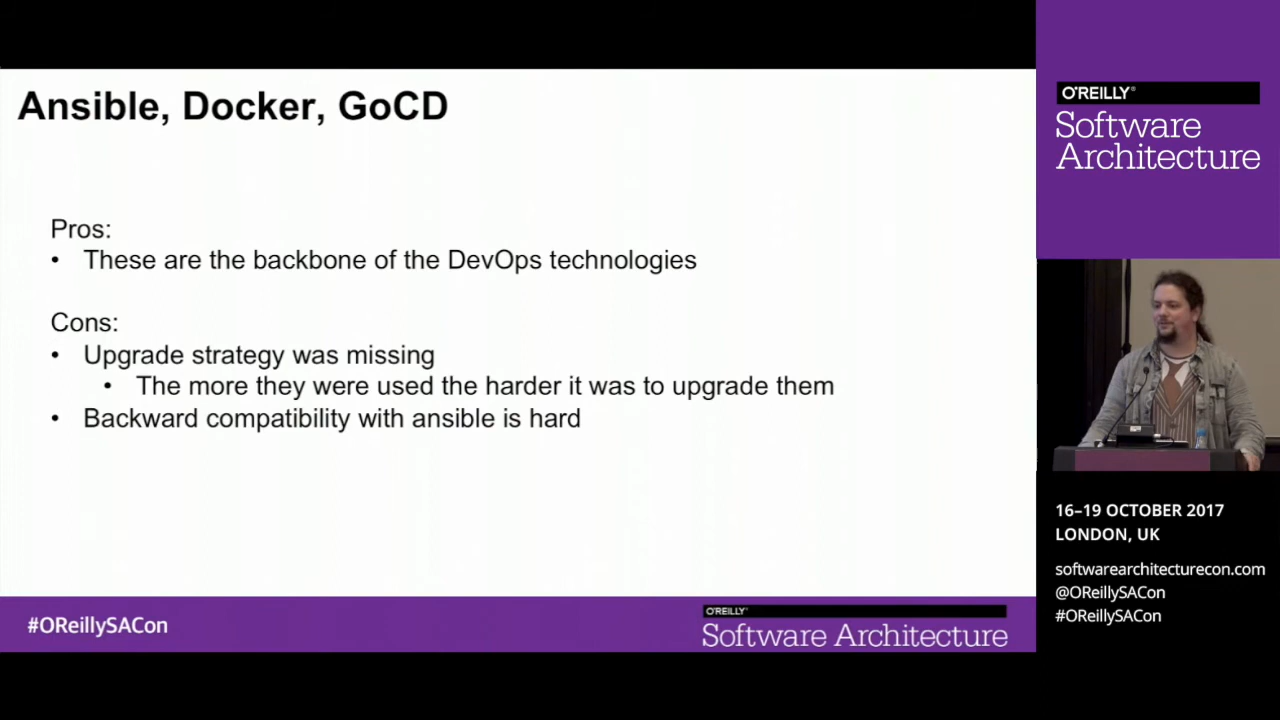 Ansible, Docker, GoCD
Pros:
• These are the backbone of the DevOps technologies
Cons:
• Upgrade strategy was missing
• The more they were used the harder it was to upgrade them
• Backward compatibility with ansible is hard
#OReillySACon
O'REILLY®
Software Architecture
O'REILLY®
Software
Architecture
16–19 OCTOBER 2017
LONDON, UK
softwarearchitecturecon.com
@OReillySACon
#OReillySACon